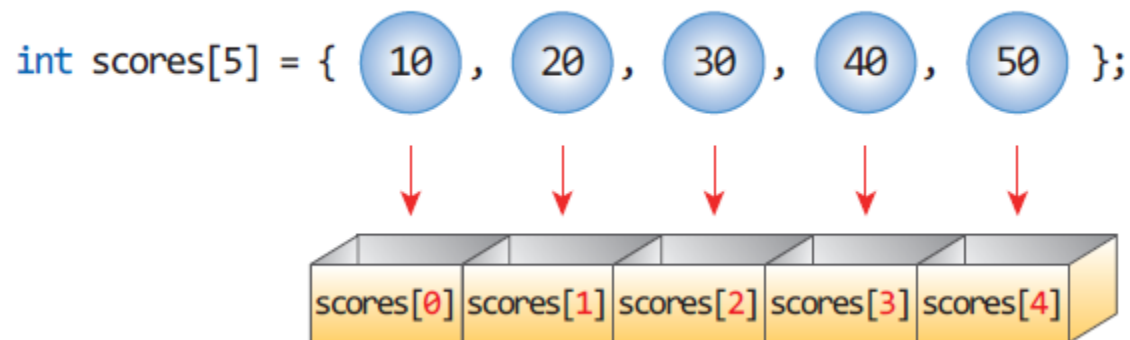 int scores[5] = { 10 , 20 , 30 , 40 , 50 };
scores[0] scores[1] scores[2] scores[3] scores[4]